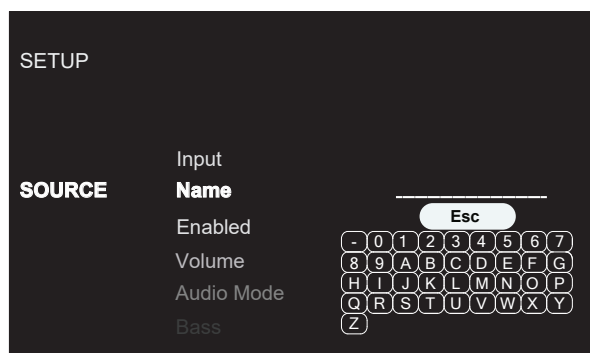 SETUP
Input
SOURCE Name _____________
Esc
Enabled
- 0 1 2 3 4 5 6 7
Volume
8 9 A B C D E F G
H I J K L M N O P
Audio Mode
Q R S T U V W X Y
Bass
Z